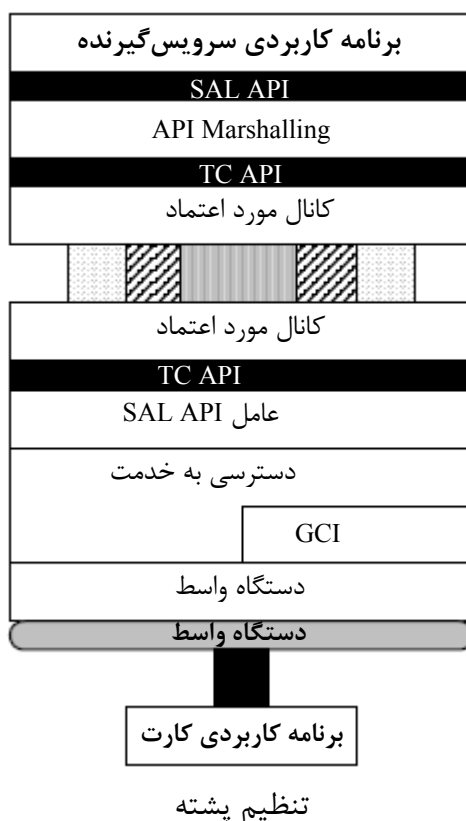 برنامه کاربردی سرویس‌گیرنده
SAL API
API Marshalling
TC API
کانال مورد اعتماد
کانال مورد اعتماد
TC API
عامل SAL API
دسترسی به خدمت
GCI
دستگاه واسط
دستگاه واسط
برنامه کاربردی کارت
تنظیم پشته